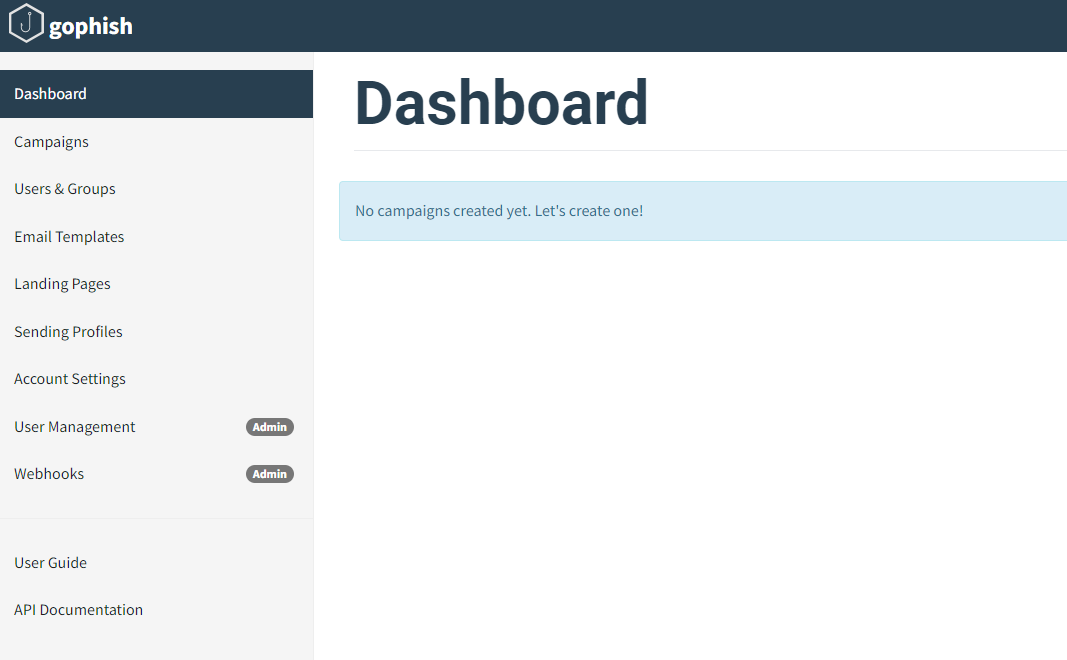 gophish
Dashboard
Campaigns
Users & Groups
Email Templates
Landing Pages
Sending Profiles
Account Settings
User Management Admin
Webhooks Admin
User Guide
API Documentation
Dashboard
No campaigns created yet. Let's create one!